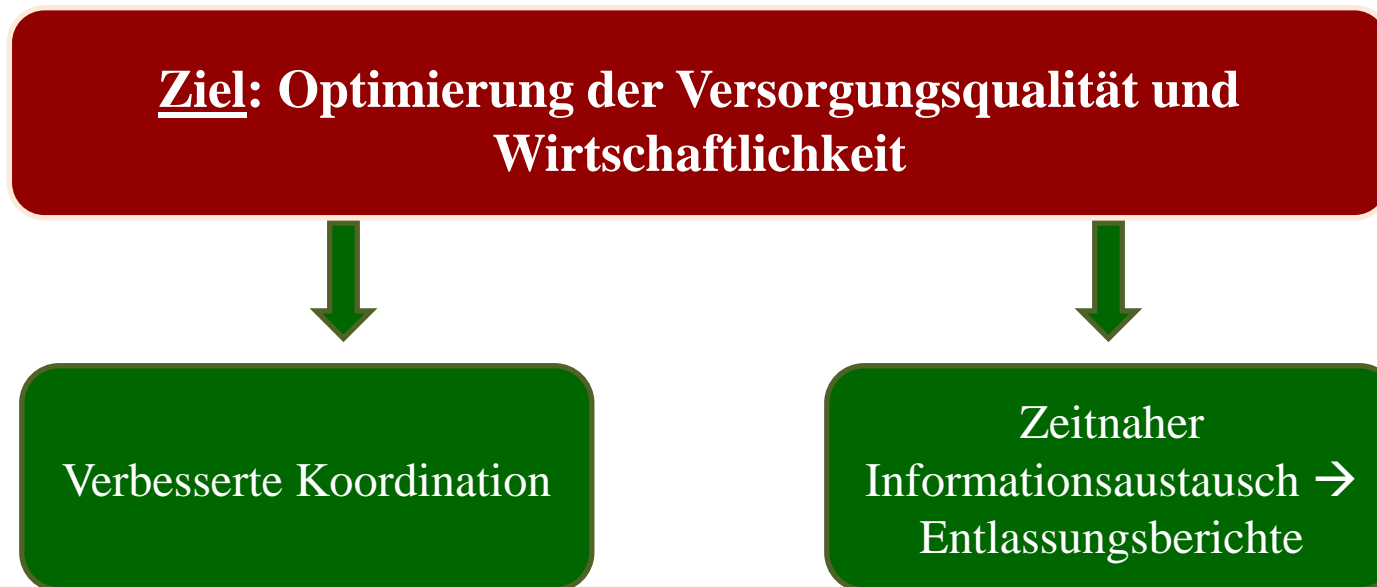 Ziel: Optimierung der Versorgungsqualität und
Wirtschaftlichkeit
Verbesserte Koordination
Zeitnaher
Informationsaustausch →
Entlassungsberichte